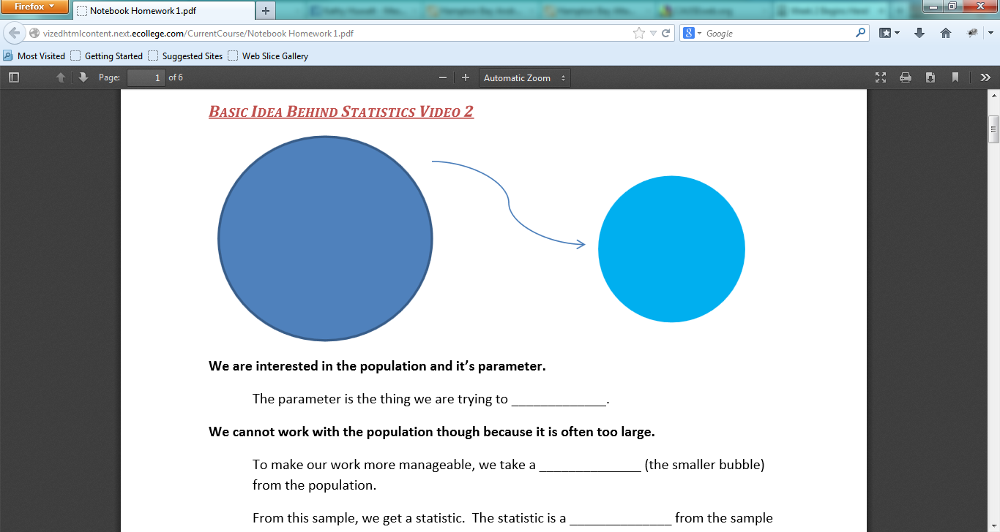 Firefox
Notebook Homework 1.pdf
vizedhtmlcontent.next.ecollege.com/CurrentCourse/Notebook Homework 1.pdf
Google
Most Visited Getting Started Suggested Sites Web Slice Gallery
Page: 1 of 6
Automatic Zoom
BASIC IDEA BEHIND STATISTICS VIDEO 2
We are interested in the population and it’s parameter.
The parameter is the thing we are trying to _____________.
We cannot work with the population though because it is often too large.
To make our work more manageable, we take a ______________ (the smaller bubble)
from the population.
From this sample, we get a statistic. The statistic is a ______________ from the sample